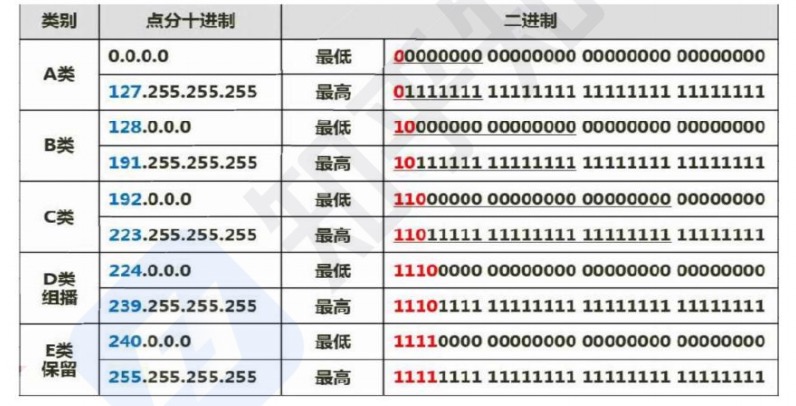 类别 点分十进制 二进制
A类 0.0.0.0 最低 00000000 00000000 00000000 00000000
127.255.255.255 最高 01111111 11111111 11111111 11111111
B类 128.0.0.0 最低 10000000 00000000 00000000 00000000
191.255.255.255 最高 10111111 11111111 11111111 11111111
C类 192.0.0.0 最低 11000000 00000000 00000000 00000000
223.255.255.255 最高 11011111 11111111 11111111 11111111
D类 224.0.0.0 最低 11100000 00000000 00000000 00000000
组播 239.255.255.255 最高 11101111 11111111 11111111 11111111
E类 240.0.0.0 最低 11110000 00000000 00000000 00000000
保留 255.255.255.255 最高 11111111 11111111 11111111 11111111
知乎